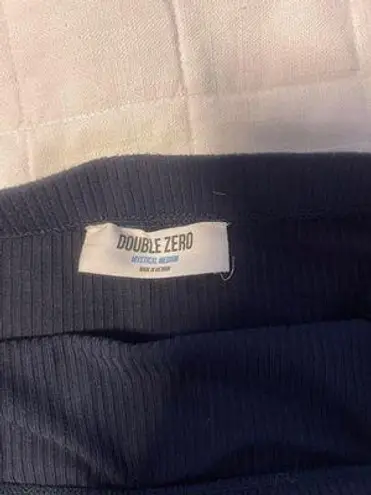 DOUBLE ZERO
MYSTICAL MEDIUM
MADE IN VIETNAM